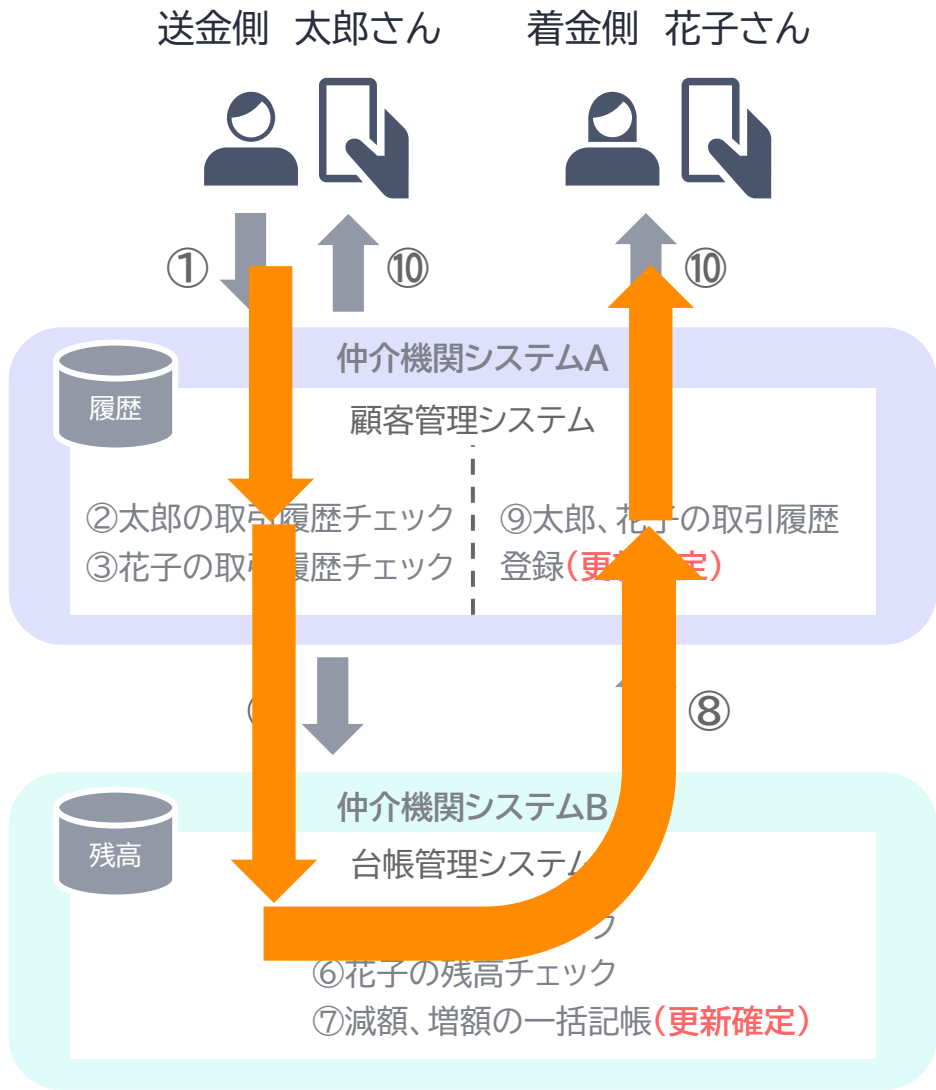 送金側 太郎さん
着金側 花子さん
①
⑩
⑩
仲介機関システムA
履歴
顧客管理システム
②太郎の取引履歴チェック
③花子の取引履歴チェック
⑨太郎、花子の取引履歴
登録(更新確定)
⑧
仲介機関システムB
残高
台帳管理システム
⑥花子の残高チェック
⑦減額、増額の一括記帳(更新確定)